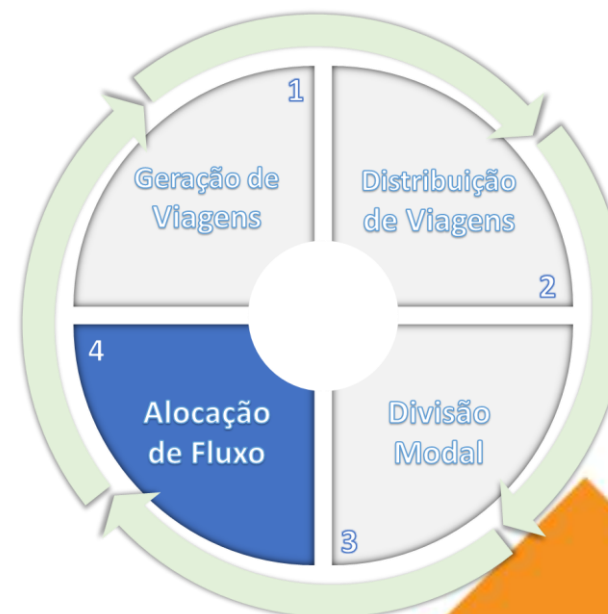 1
Geração de
Viagens
Distribuição
de Viagens
2
4
Alocação
de Fluxo
Divisão
Modal
3